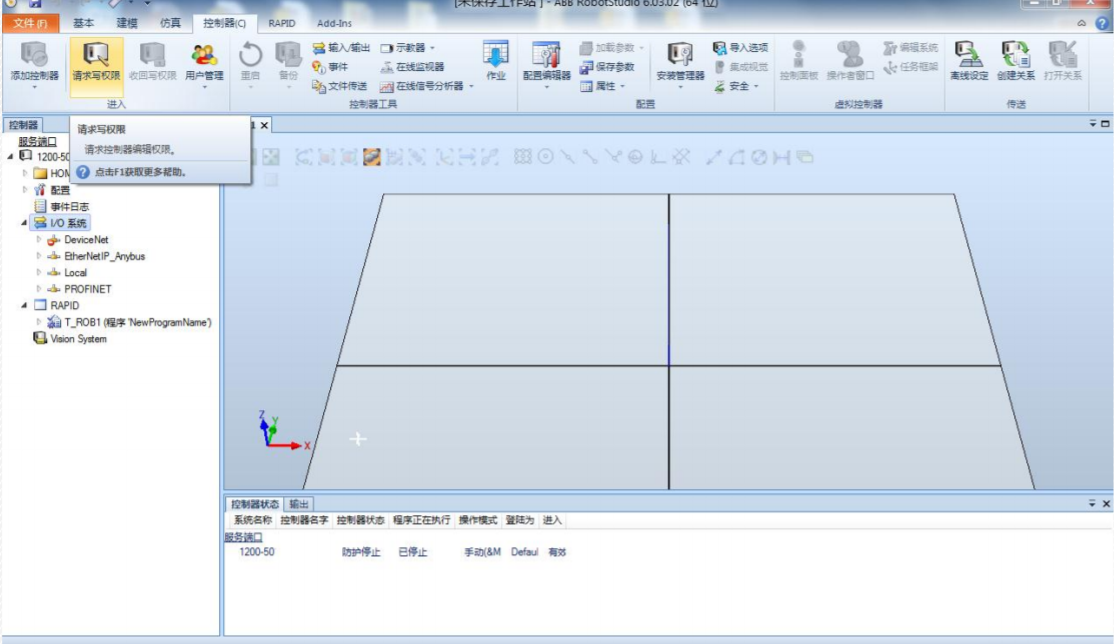 [未保存工作站] - ABB RobotStudio 6.03.02 (64 位)
文件(F) 基本 建模 仿真 控制器(C) RAPID Add-Ins
添加控制器 请求写权限 收回写权限 用户管理 重启 备份 输入/输出 示教器 事件 在线监视器 文件传送 在线信号分析器 作业 配置编辑器 加载参数 保存参数 属性 安装管理器 导入选项 集成视觉 安全 控制面板 操作者窗口 编辑系统 任务框架 离线设定 创建关系 打开关系
进入 控制器工具 配置 虚拟控制器 传送
控制器
服务端口
1200-50
HOM
配置
事件日志
I/O 系统
DeviceNet
EtherNetIP_Anybus
Local
PROFINET
RAPID
T_ROB1 (程序 'NewProgramName')
Vision System
请求写权限
请求控制器编辑权限。
点击F1获取更多帮助。
1 X
Z
Y
X
控制器状态 输出
系统名称 控制器名字 控制器状态 程序正在执行 操作模式 登陆为 进入
服务端口
1200-50 防护停止 已停止 手动(&M Defaul 有效